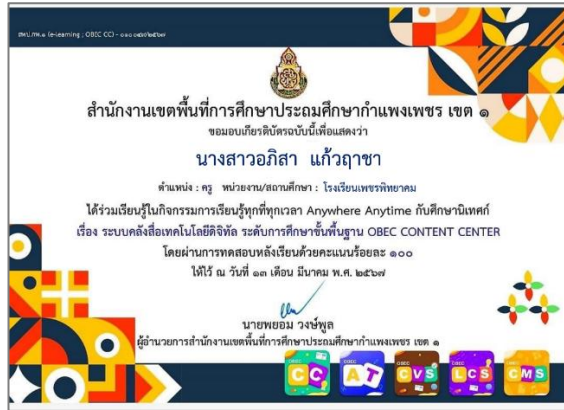 สำนักงานเขตพื้นที่การศึกษาประถมศึกษากำแพงเพชร เขต ๑
ขอมอบเกียรติบัตรฉบับนี้เพื่อแสดงว่า
นางสาวอภิสา แก้วฤาชา
ตำแหน่ง : ครู หน่วยงาน/สถานศึกษา : โรงเรียนเพชรพิทยาคม
ได้ร่วมเรียนรู้ในกิจกรรมการเรียนรู้ทุกที่ทุกเวลา Anywhere Anytime กับศึกษานิเทศก์
เรื่อง ระบบคลังสื่อเทคโนโลยีดิจิทัล ระดับการศึกษาขั้นพื้นฐาน OBEC CONTENT CENTER
โดยผ่านการทดสอบหลังเรียนด้วยคะแนนร้อยละ ๑๐๐
ให้ไว้ ณ วันที่ ๑๓ เดือน มีนาคม พ.ศ. ๒๕๖๗
นายพยอม วงษ์พูล
ผู้อำนวยการสำนักงานเขตพื้นที่การศึกษาประถมศึกษากำแพงเพชร เขต ๑
CC AT CVS LCS CMS